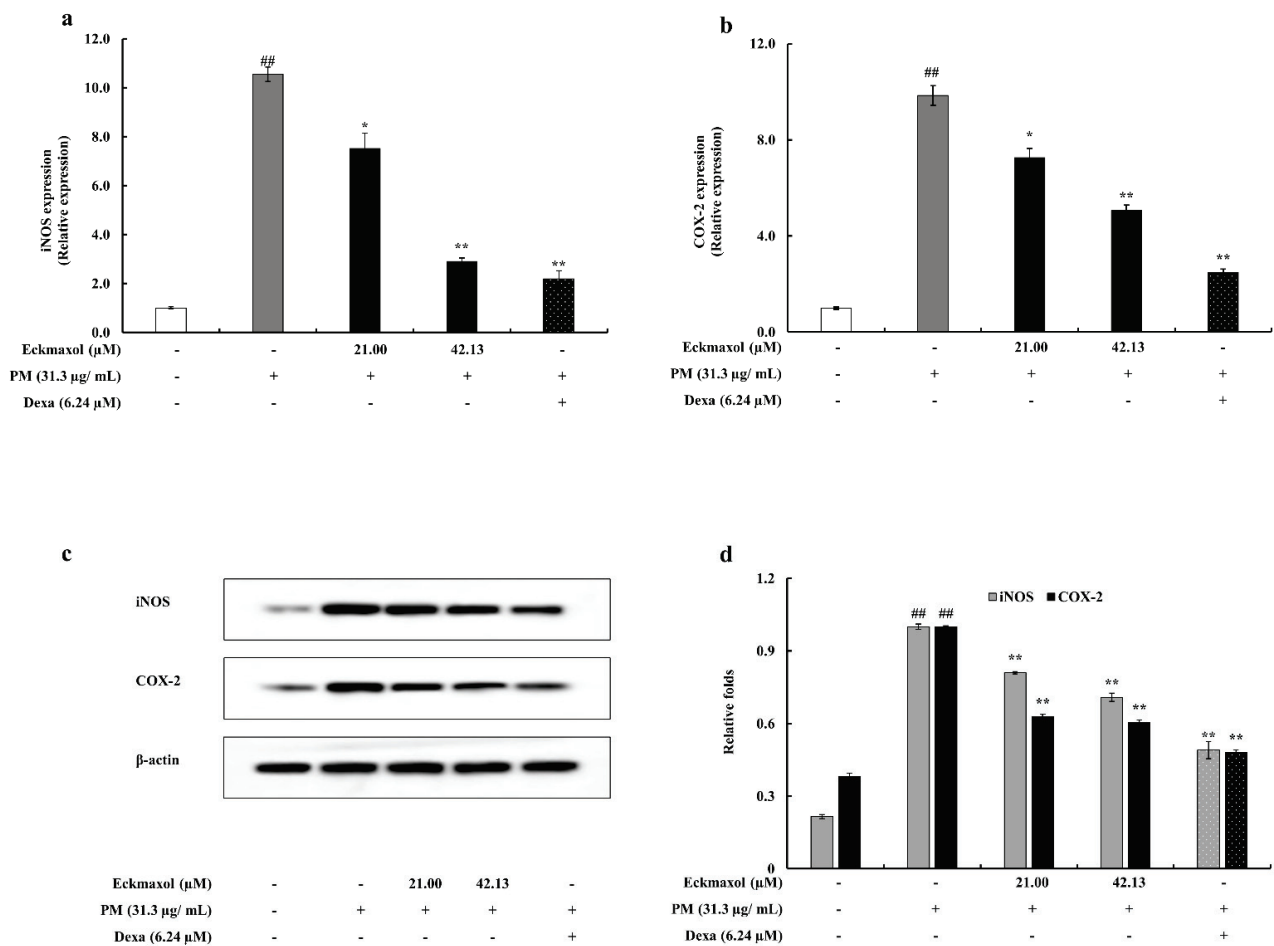 a
12.0
10.0
8.0
6.0
4.0
2.0
0.0
iNOS expression
(Relative expression)
##
*
**
**
Eckmaxol (µM) - - 21.00 42.13 -
PM (31.3 µg/ mL) - + + + +
Dexa (6.24 µM) - - - - +
b
12.0
8.0
4.0
0.0
COX-2 expression
(Relative expression)
##
*
**
**
Eckmaxol (µM) - - 21.00 42.13 -
PM (31.3 µg/ mL) - + + + +
Dexa (6.24 µM) - - - - +
c
iNOS
COX-2
β-actin
Eckmaxol (µM) - - 21.00 42.13 -
PM (31.3 µg/ mL) - + + + +
Dexa (6.24 µM) - - - - +
d
1.2
0.9
0.6
0.3
0
Relative folds
iNOS COX-2
## ##
** **
** **
** **
Eckmaxol (µM) - - 21.00 42.13 -
PM (31.3 µg/ mL) - + + + +
Dexa (6.24 µM) - - - - +